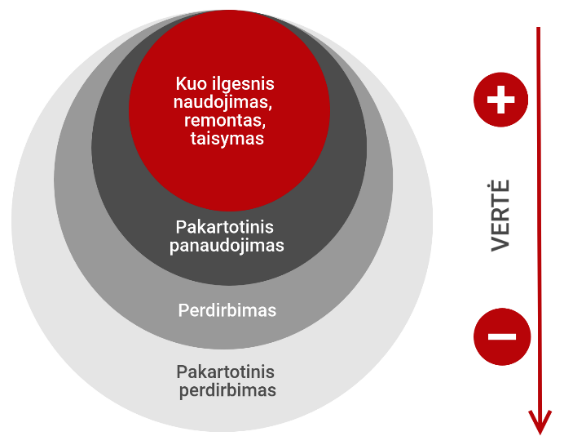 Kuo ilgesnis
naudojimas,
remontas,
taisymas
Pakartotinis
panaudojimas
Perdirbimas
Pakartotinis
perdirbimas
+
VERTĖ
−